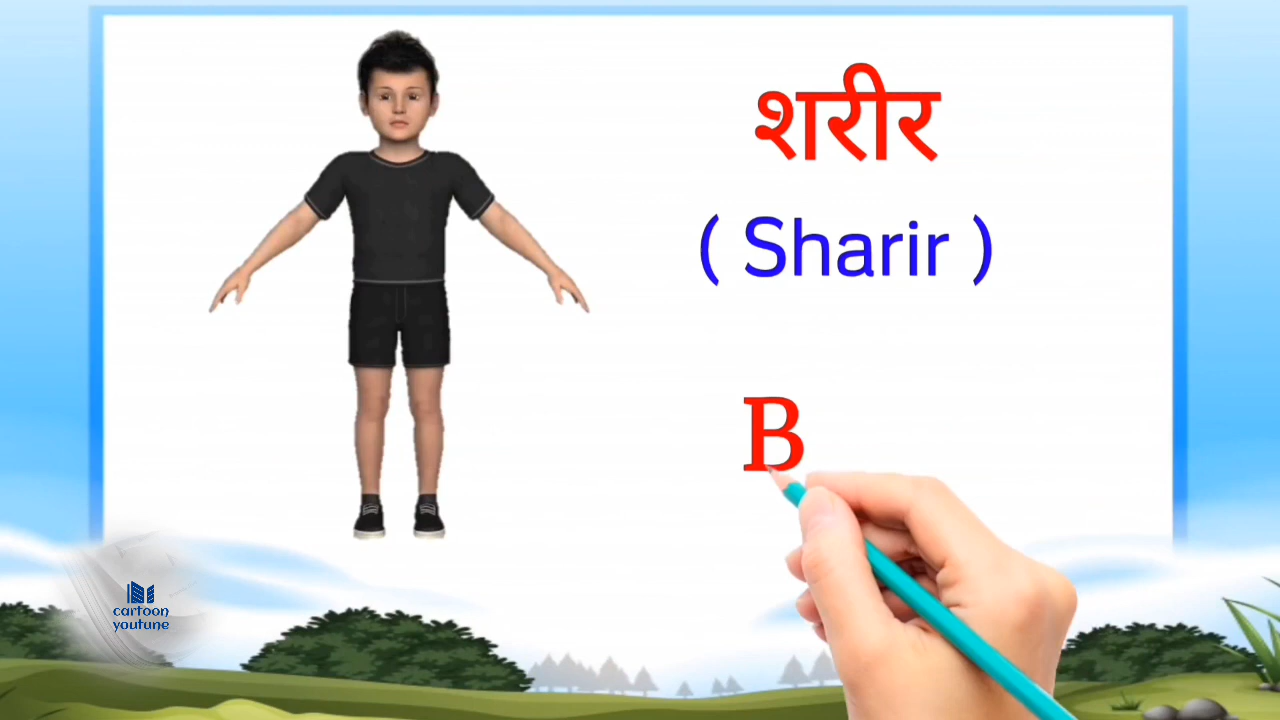 शरीर
( Sharir )
B
cartoon
youtune